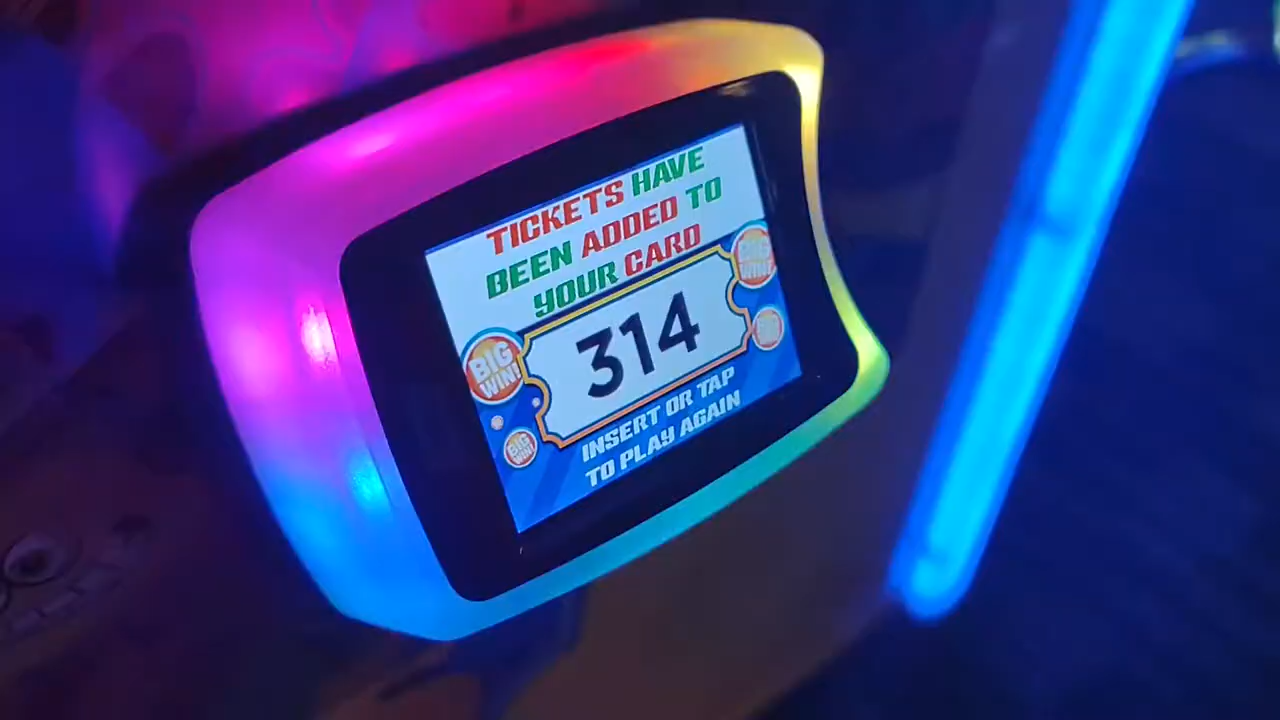 TICKETS HAVE
BEEN ADDED TO
YOUR CARD
BIG
WIN!
314
BIG
WIN!
BIG
WIN!
INSERT OR TAP
TO PLAY AGAIN